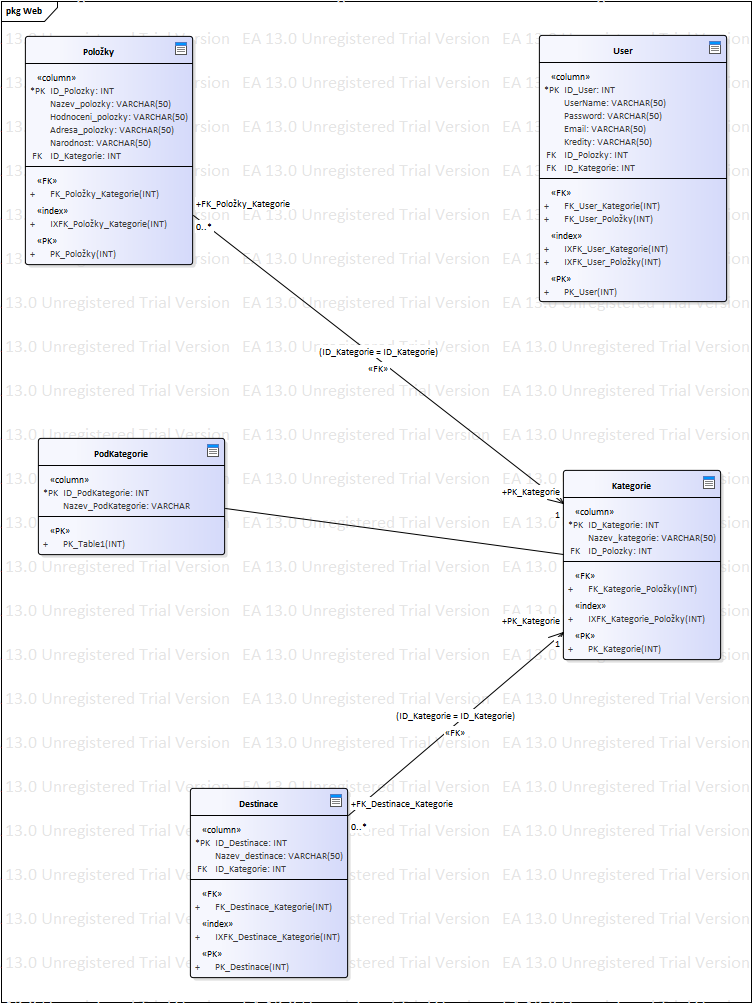 pkg Web
Položky
«column»
*PK ID_Polozky: INT
Nazev_polozky: VARCHAR(50)
Hodnoceni_polozky: VARCHAR(50)
Adresa_polozky: VARCHAR(50)
Narodnost: VARCHAR(50)
FK ID_Kategorie: INT
«FK»
+ FK_Položky_Kategorie(INT)
«index»
+ IXFK_Položky_Kategorie(INT)
«PK»
+ PK_Položky(INT)
User
«column»
*PK ID_User: INT
UserName: VARCHAR(50)
Password: VARCHAR(50)
Email: VARCHAR(50)
Kredity: VARCHAR(50)
FK ID_Polozky: INT
FK ID_Kategorie: INT
«FK»
+ FK_User_Kategorie(INT)
+ FK_User_Položky(INT)
«index»
+ IXFK_User_Kategorie(INT)
+ IXFK_User_Položky(INT)
«PK»
+ PK_User(INT)
+FK_Položky_Kategorie
0..*
(ID_Kategorie = ID_Kategorie)
«FK»
+PK_Kategorie
1
PodKategorie
«column»
*PK ID_PodKategorie: INT
Nazev_PodKategorie: VARCHAR
«PK»
+ PK_Table1(INT)
Kategorie
«column»
*PK ID_Kategorie: INT
Nazev_kategorie: VARCHAR(50)
FK ID_Polozky: INT
«FK»
+ FK_Kategorie_Položky(INT)
«index»
+ IXFK_Kategorie_Položky(INT)
«PK»
+ PK_Kategorie(INT)
+PK_Kategorie
1
(ID_Kategorie = ID_Kategorie)
«FK»
+FK_Destinace_Kategorie
0..*
Destinace
«column»
*PK ID_Destinace: INT
Nazev_destinace: VARCHAR(50)
FK ID_Kategorie: INT
«FK»
+ FK_Destinace_Kategorie(INT)
«index»
+ IXFK_Destinace_Kategorie(INT)
«PK»
+ PK_Destinace(INT)
EA 13.0 Unregistered Trial Version